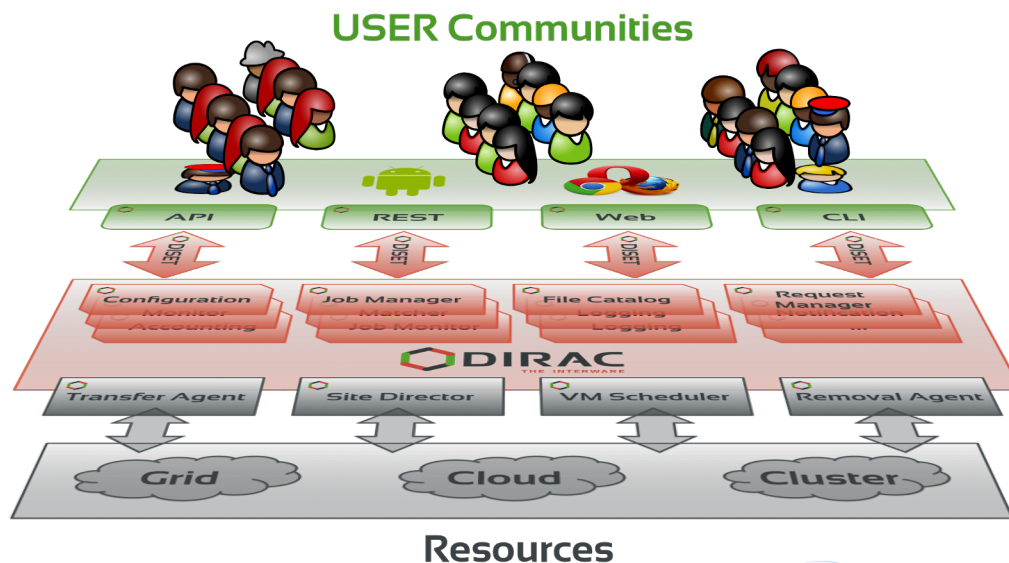 USER Communities
API
REST
Web
CLI
DISET
DISET
DISET
DISET
Configuration
Monitor
Accounting
Job Manager
Matcher
Job Monitor
File Catalog
Logging
Logging
Request
Manager
Notification
...
DIRAC
THE INTERWARE
Transfer Agent
Site Director
VM Scheduler
Removal Agent
Grid
Cloud
Cluster
Resources